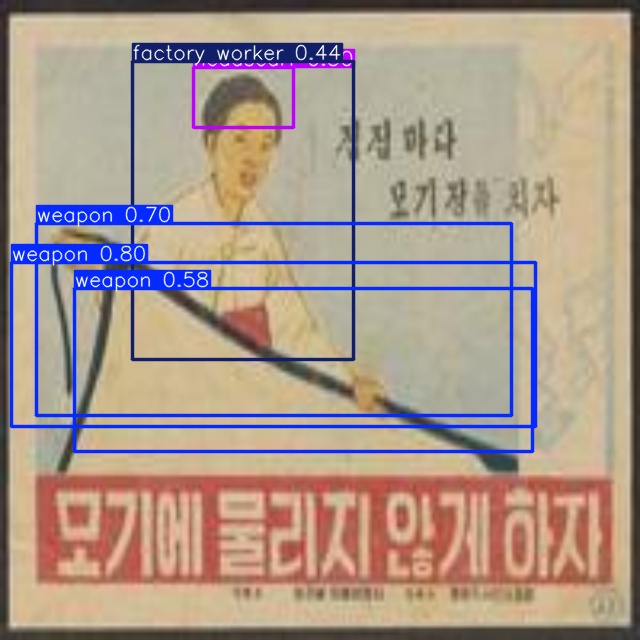 factory worker 0.44
집집 마다
모기장을 치자
weapon 0.70
weapon 0.80
weapon 0.58
모기에 물리지 않게 하자